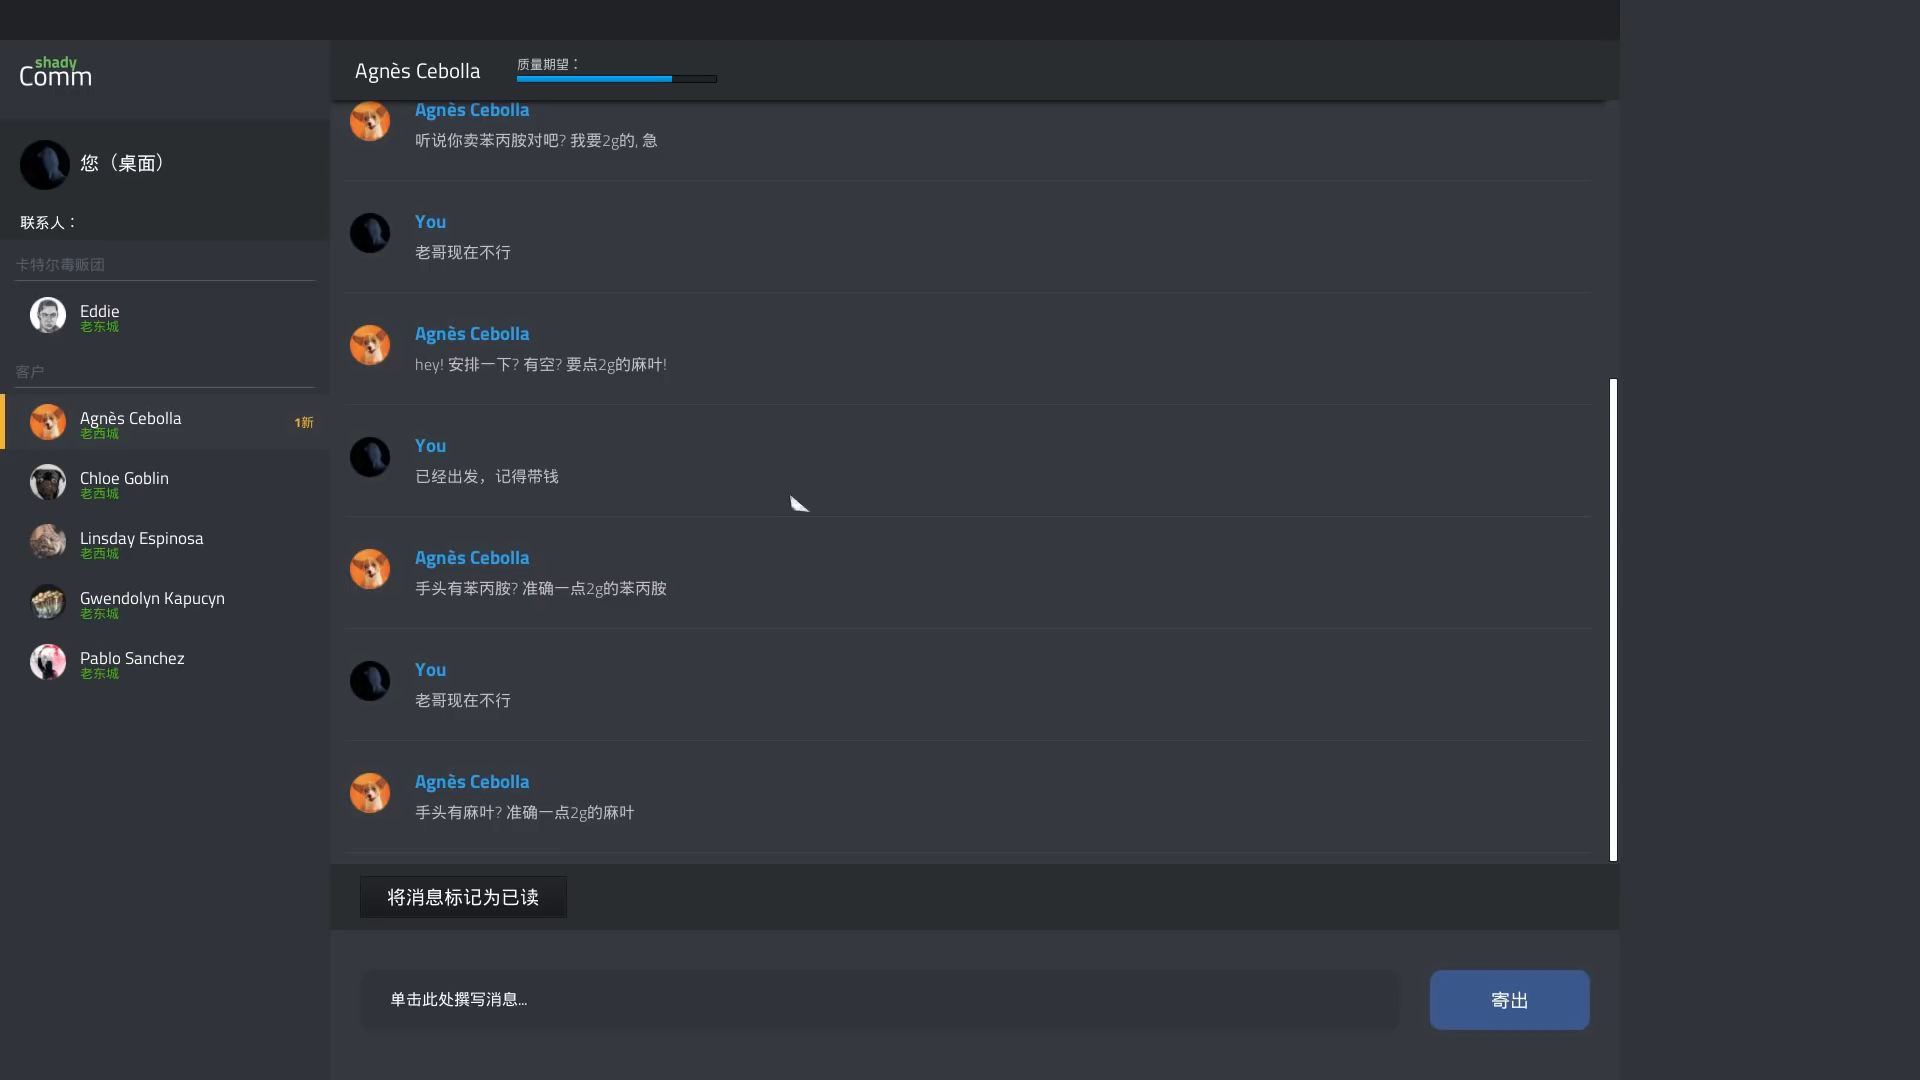 shady
Comm
您（桌面）
联系人：
卡特尔毒贩团
Eddie
老东城
客户
Agnès Cebolla
老西城
1新
Chloe Goblin
老西城
Linsday Espinosa
老西城
Gwendolyn Kapucyn
老东城
Pablo Sanchez
老东城
Agnès Cebolla
质量期望：
Agnès Cebolla
听说你卖苯丙胺对吧? 我要2g的, 急
You
老哥现在不行
Agnès Cebolla
hey! 安排一下? 有空? 要点2g的麻叶!
You
已经出发，记得带钱
Agnès Cebolla
手头有苯丙胺? 准确一点2g的苯丙胺
You
老哥现在不行
Agnès Cebolla
手头有麻叶? 准确一点2g的麻叶
将消息标记为已读
单击此处撰写消息...
寄出